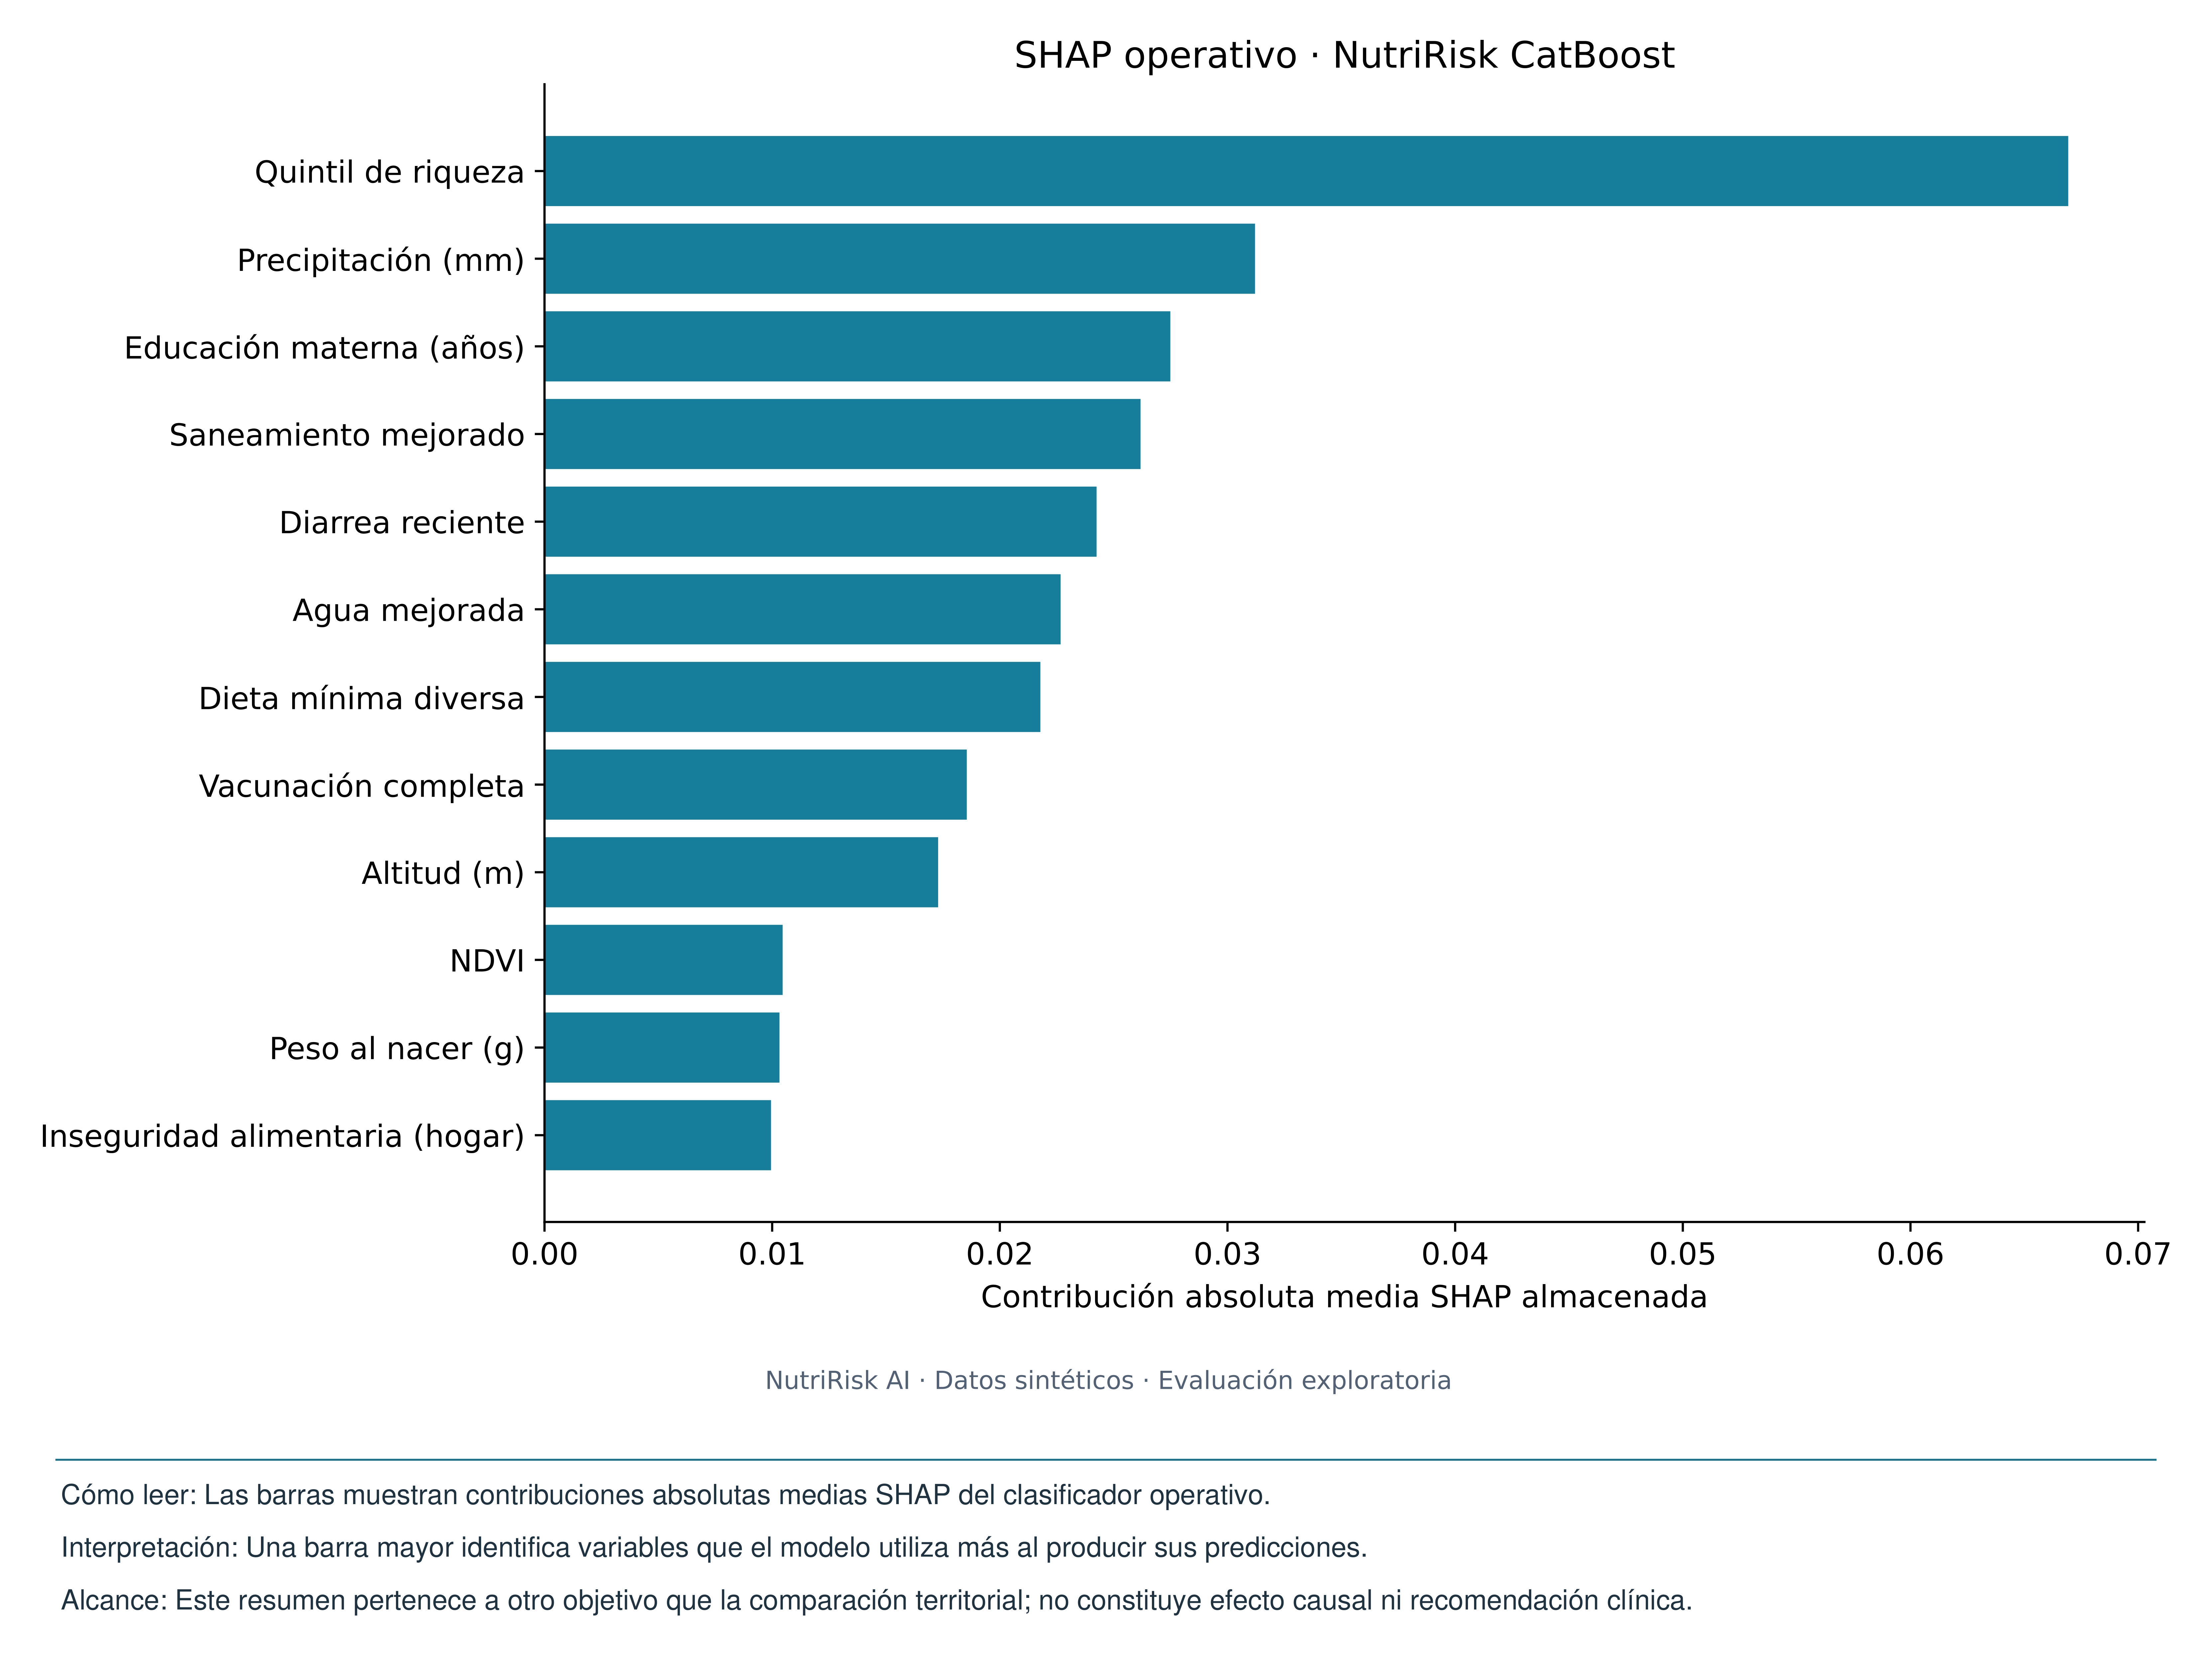 SHAP operativo · NutriRisk CatBoost
Quintil de riqueza
Precipitación (mm)
Educación materna (años)
Saneamiento mejorado
Diarrea reciente
Agua mejorada
Dieta mínima diversa
Vacunación completa
Altitud (m)
NDVI
Peso al nacer (g)
Inseguridad alimentaria (hogar)
0.00 0.01 0.02 0.03 0.04 0.05 0.06 0.07
Contribución absoluta media SHAP almacenada
NutriRisk AI · Datos sintéticos · Evaluación exploratoria
Cómo leer: Las barras muestran contribuciones absolutas medias SHAP del clasificador operativo.
Interpretación: Una barra mayor identifica variables que el modelo utiliza más al producir sus predicciones.
Alcance: Este resumen pertenece a otro objetivo que la comparación territorial; no constituye efecto causal ni recomendación clínica.